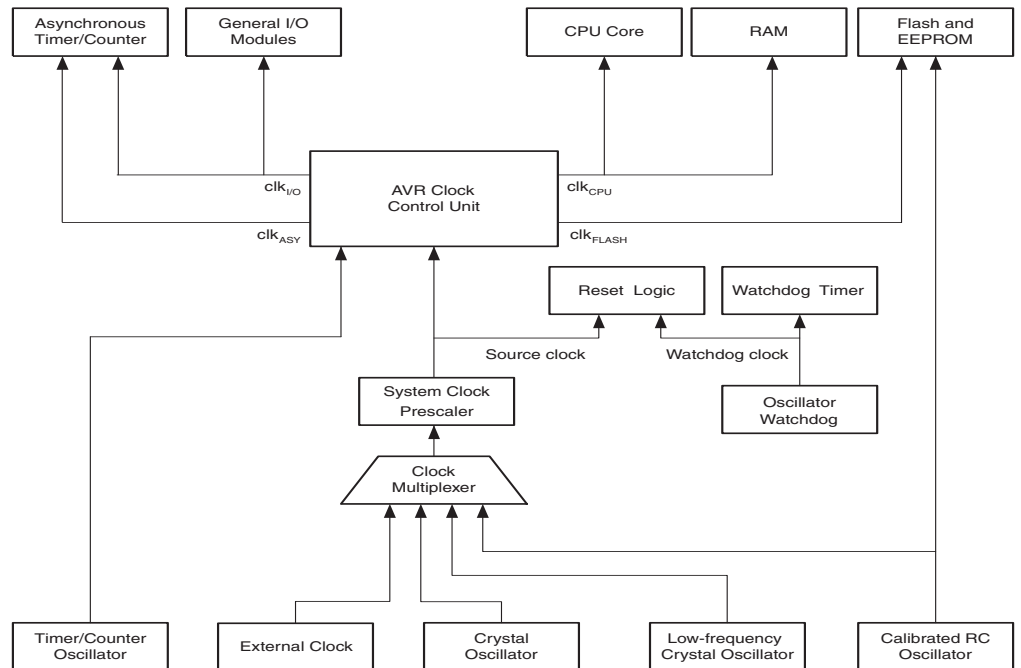 Asynchronous
Timer/Counter
General I/O
Modules
CPU Core
RAM
Flash and
EEPROM
clkI/O
AVR Clock
Control Unit
clkCPU
clkASY
clkFLASH
Reset Logic
Watchdog Timer
Source clock
Watchdog clock
System Clock
Prescaler
Oscillator
Watchdog
Clock
Multiplexer
Timer/Counter
Oscillator
External Clock
Crystal
Oscillator
Low-frequency
Crystal Oscillator
Calibrated RC
Oscillator